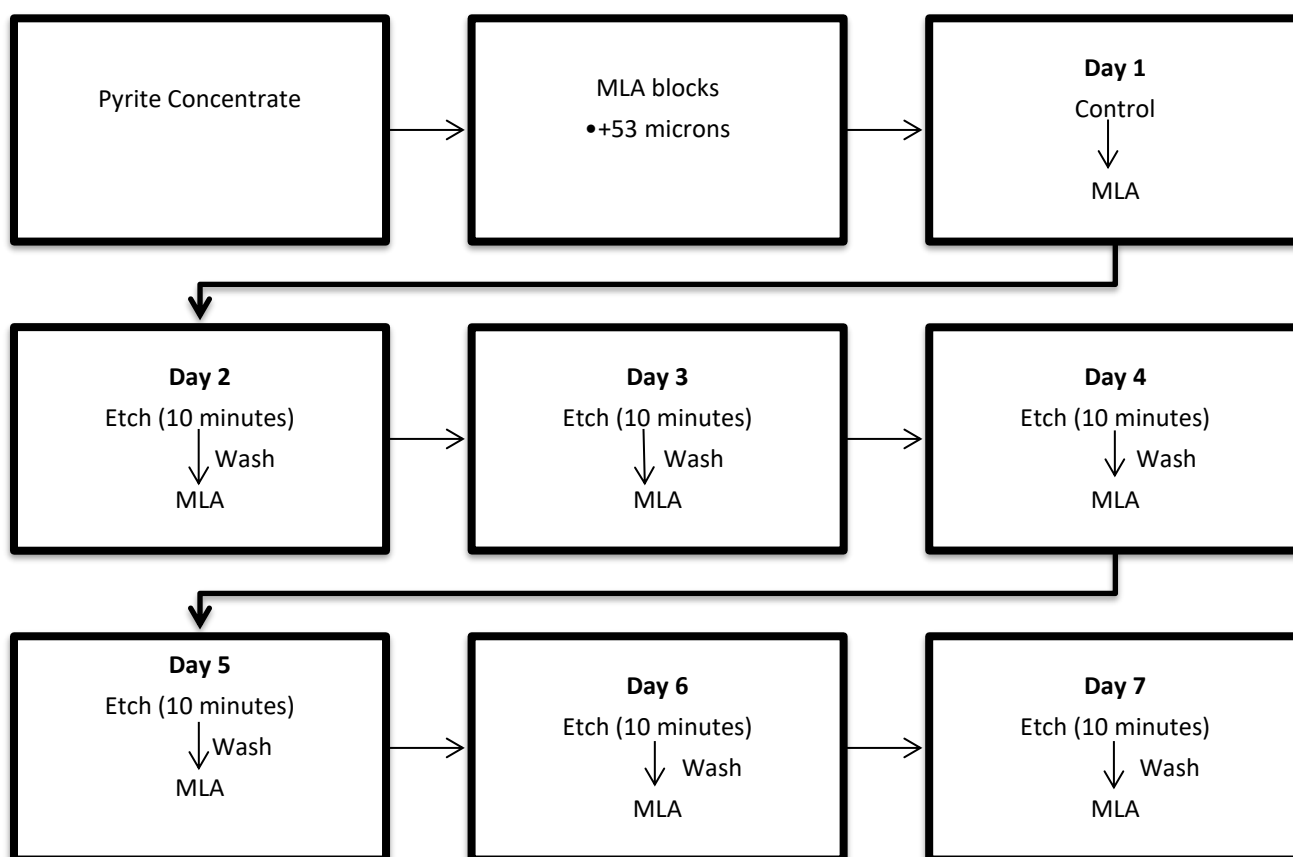 Pyrite Concentrate
MLA blocks
•+53 microns
Day 1
Control
MLA
Day 2
Etch (10 minutes)
Wash
MLA
Day 3
Etch (10 minutes)
Wash
MLA
Day 4
Etch (10 minutes)
Wash
MLA
Day 5
Etch (10 minutes)
Wash
MLA
Day 6
Etch (10 minutes)
Wash
MLA
Day 7
Etch (10 minutes)
Wash
MLA